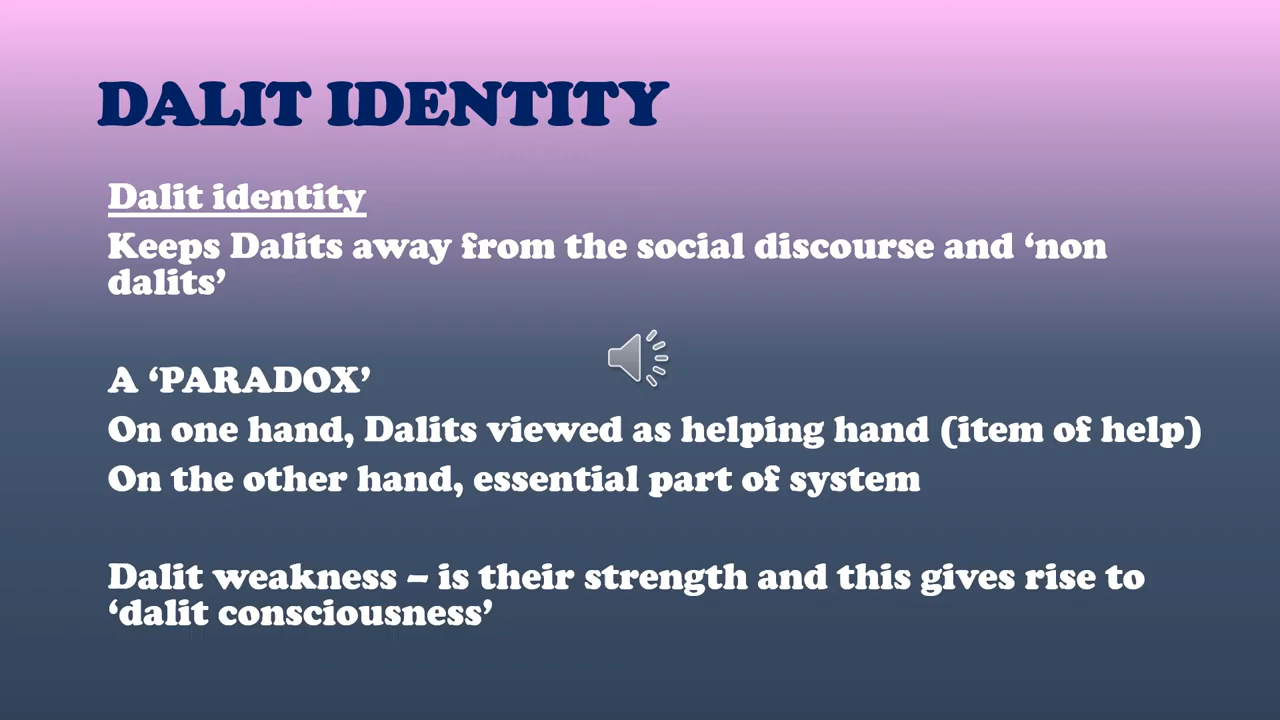 DALIT IDENTITY
Dalit identity
Keeps Dalits away from the social discourse and ‘non
dalits’
A ‘PARADOX’
On one hand, Dalits viewed as helping hand (item of help)
On the other hand, essential part of system
Dalit weakness – is their strength and this gives rise to
‘dalit consciousness’